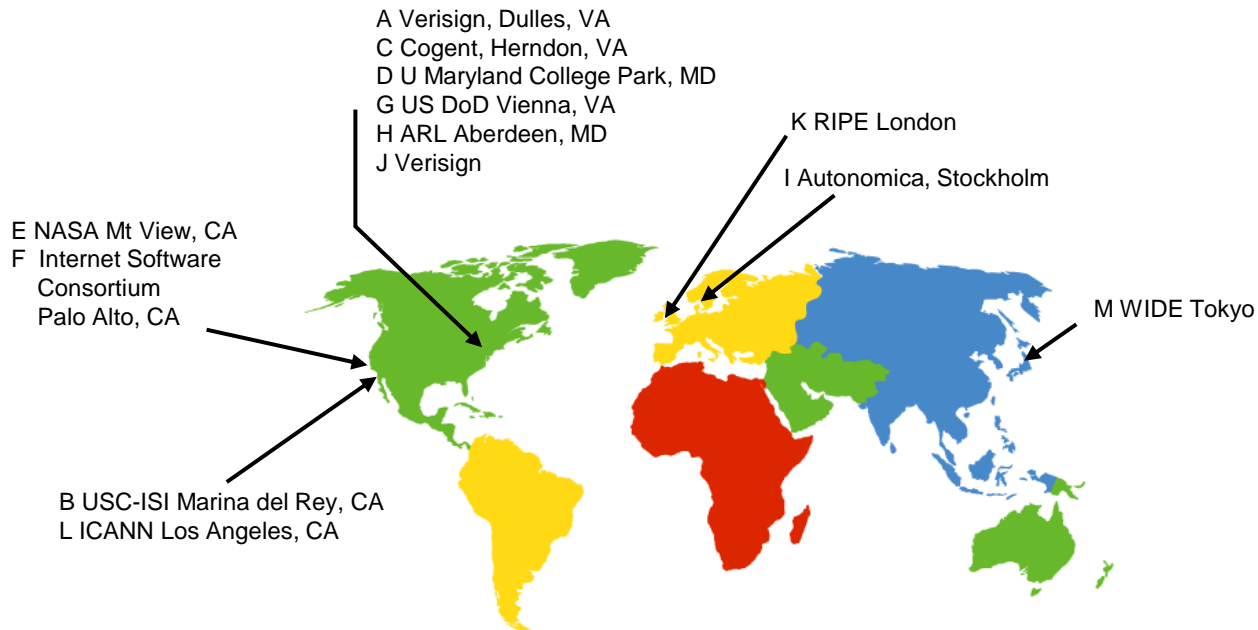 A Verisign, Dulles, VA
C Cogent, Herndon, VA
D U Maryland College Park, MD
G US DoD Vienna, VA
H ARL Aberdeen, MD
J Verisign
K RIPE London
I Autonomica, Stockholm
E NASA Mt View, CA
F Internet Software
Consortium
Palo Alto, CA
M WIDE Tokyo
B USC-ISI Marina del Rey, CA
L ICANN Los Angeles, CA